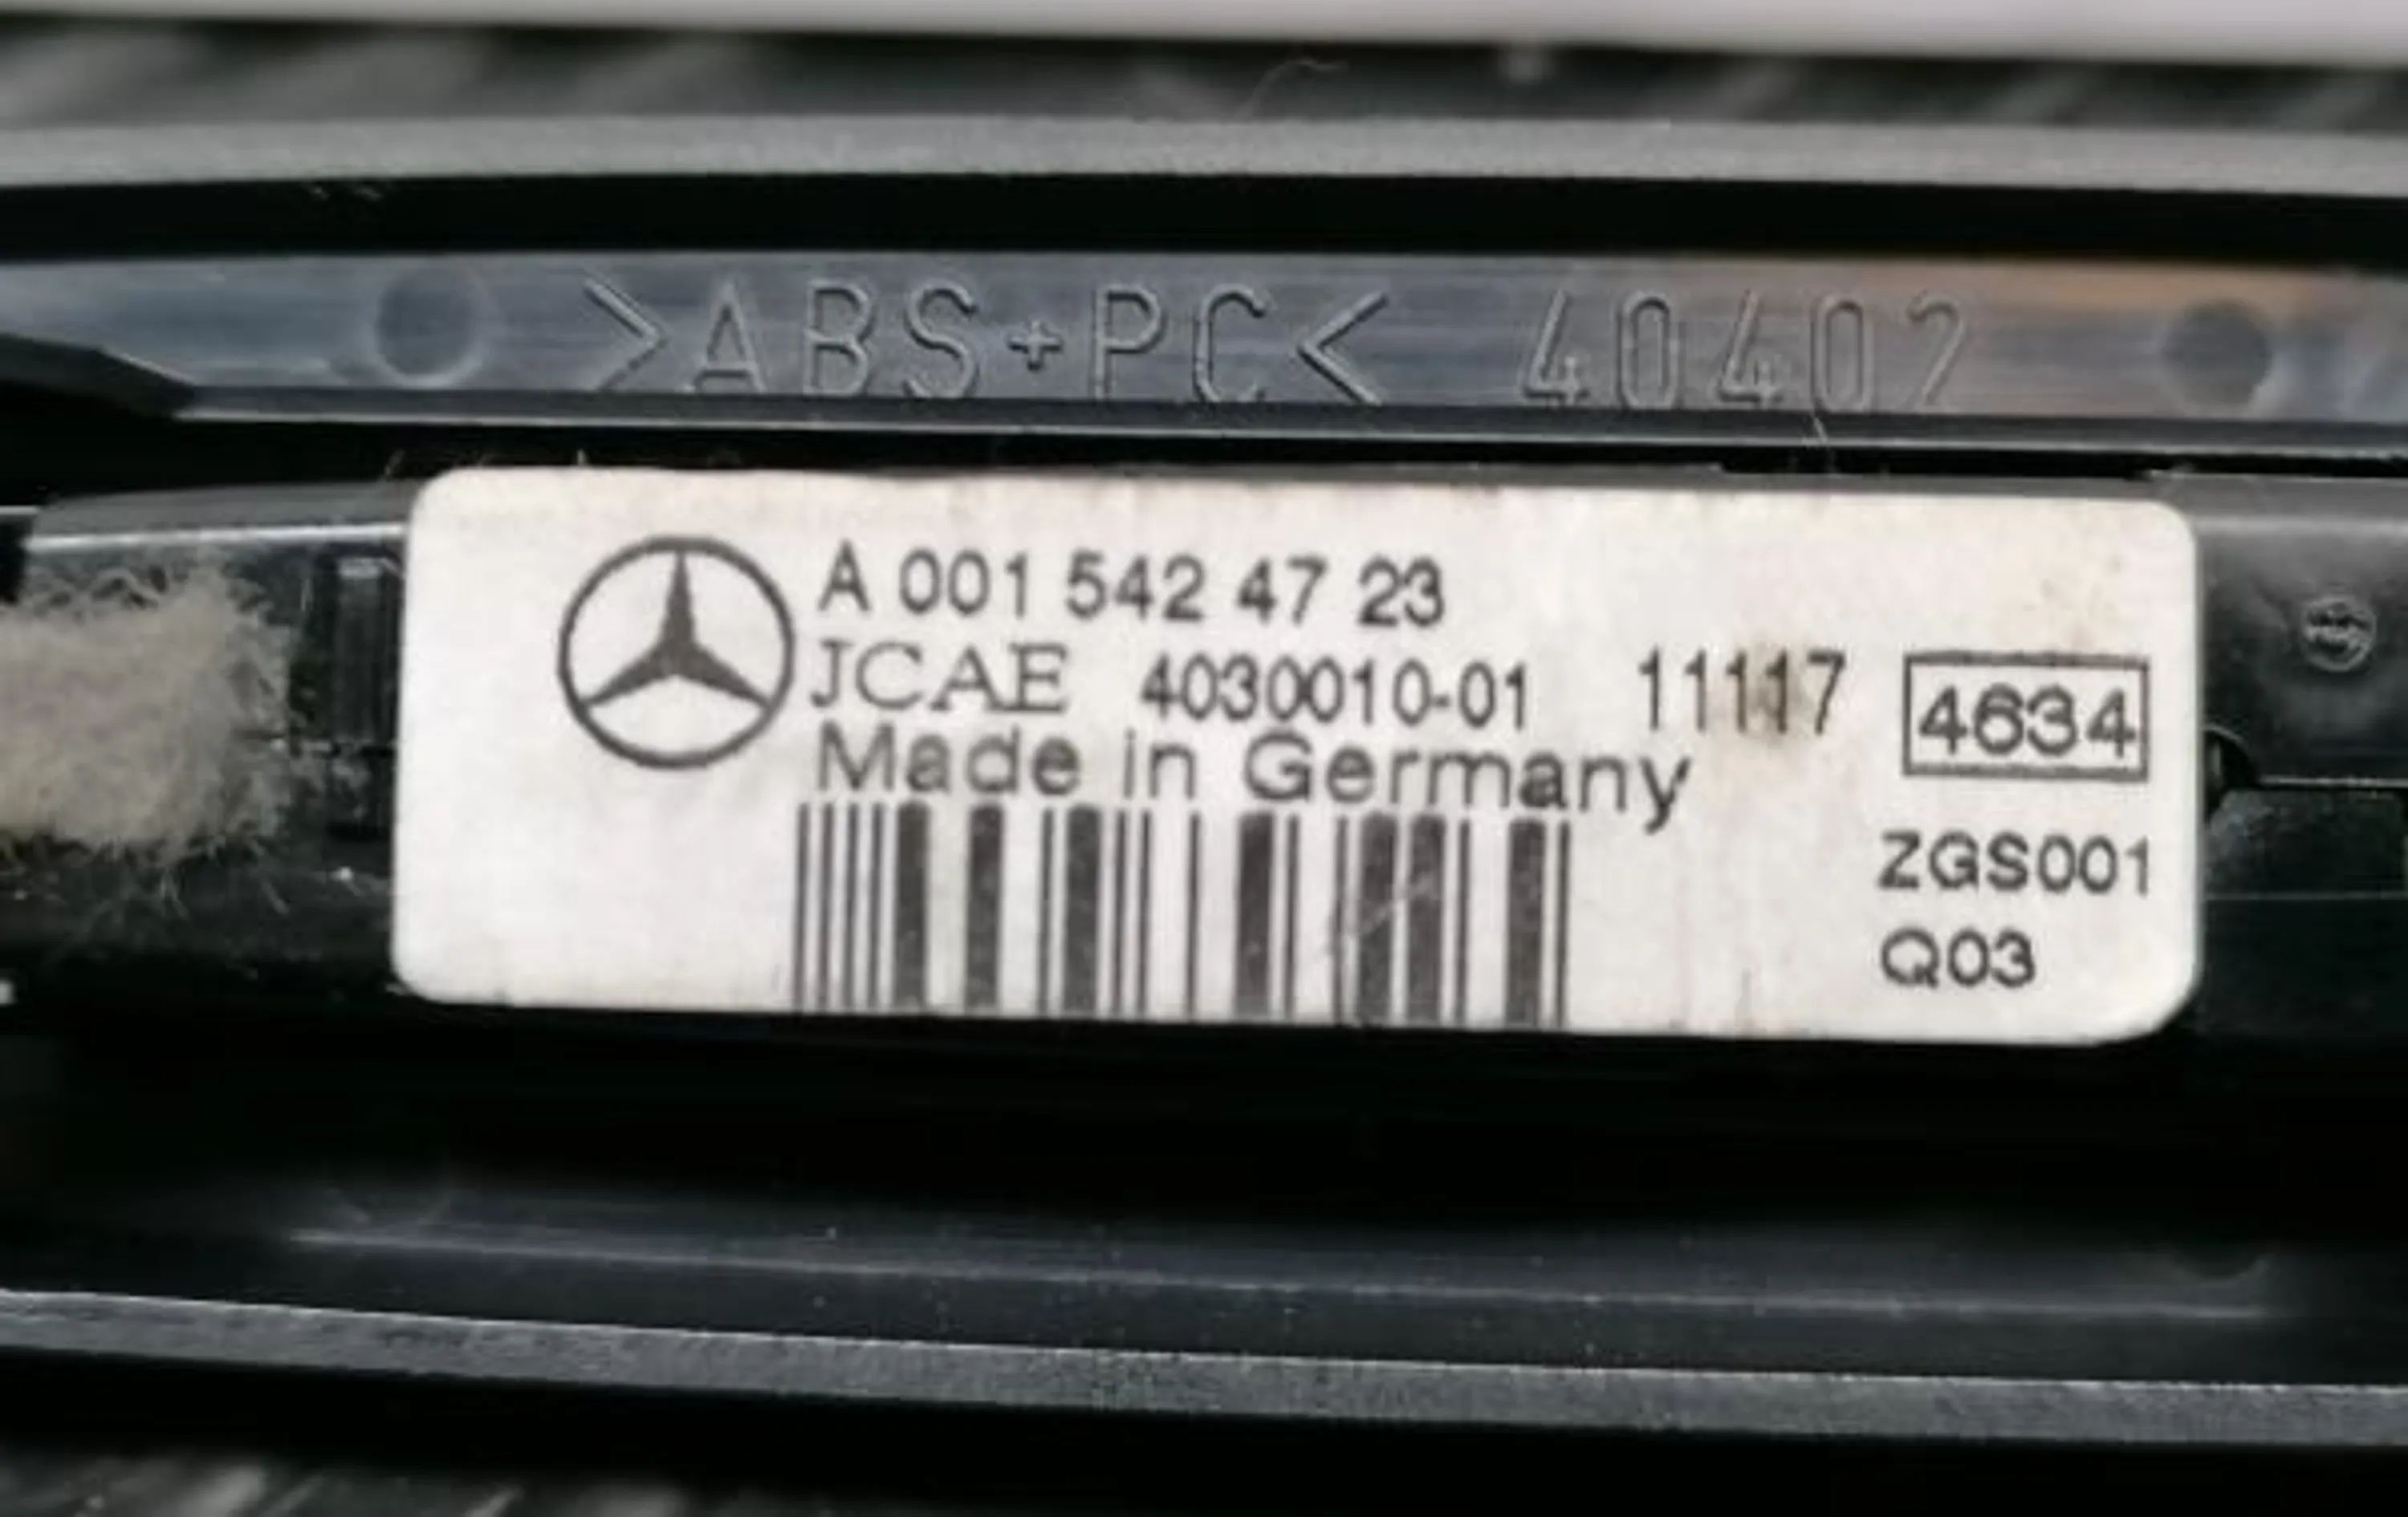 >ABS+PC< 40402
A 001 542 47 23
JCAE 4030010-01 11117 4634
Made in Germany
ZGS001
Q03